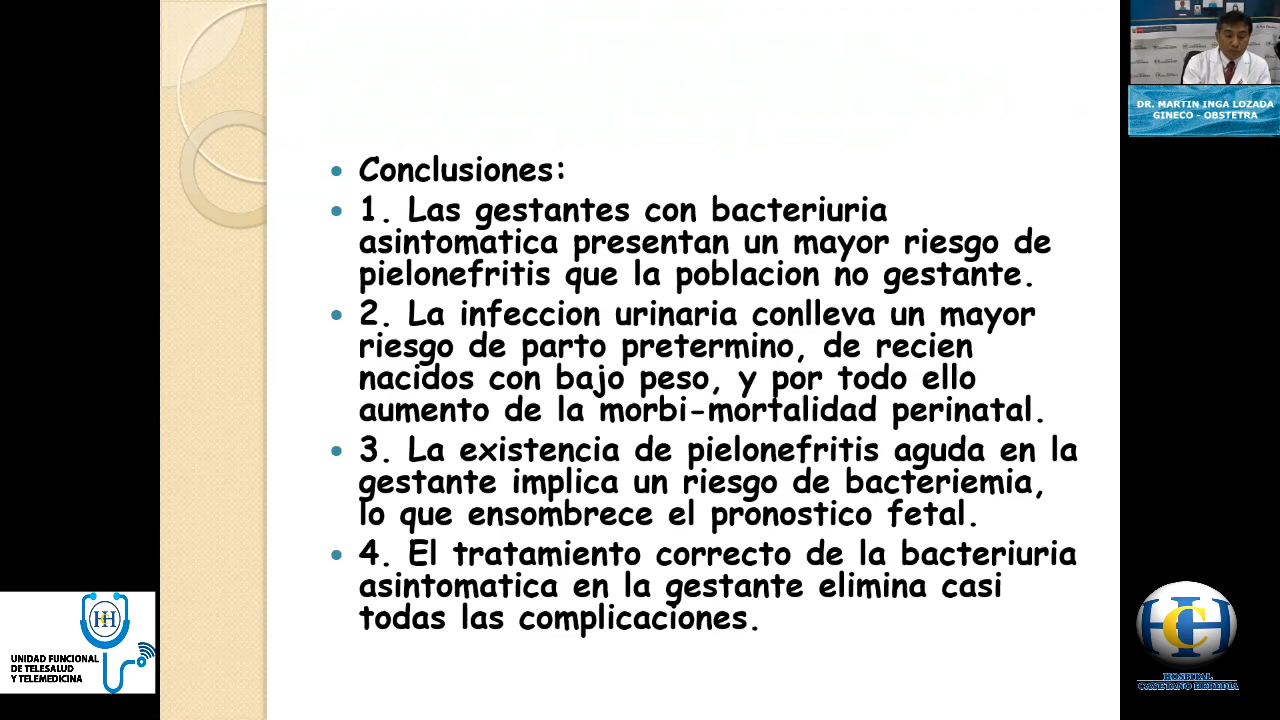 Conclusiones:
1. Las gestantes con bacteriuria
asintomatica presentan un mayor riesgo de
pielonefritis que la poblacion no gestante.
2. La infeccion urinaria conlleva un mayor
riesgo de parto pretermino, de recien
nacidos con bajo peso, y por todo ello
aumento de la morbi-mortalidad perinatal.
3. La existencia de pielonefritis aguda en la
gestante implica un riesgo de bacteriemia,
lo que ensombrece el pronostico fetal.
4. El tratamiento correcto de la bacteriuria
asintomatica en la gestante elimina casi
todas las complicaciones.
DR. MARTIN INGA LOZADA
GINECO - OBSTETRA
UNIDAD FUNCIONAL
DE TELESALUD
Y TELEMEDICINA
HOSPITAL
CAYETANO HEREDIA